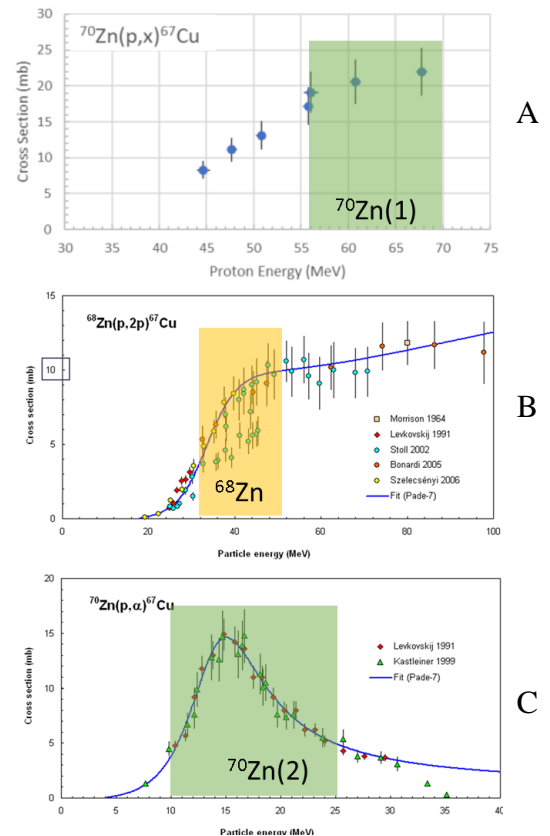 ⁷⁰Zn(p,x)⁶⁷Cu
Cross Section (mb)
30
25
20
15
10
5
0
⁷⁰Zn(1)
30 35 40 45 50 55 60 65 70 75
Proton Energy (MeV)
A
⁶⁸Zn(p,2p)⁶⁷Cu
Cross section (mb)
15
10
5
0
⁶⁸Zn
Morrison 1964
Levkovskij 1991
Stoll 2002
Bonardi 2005
Szelecsényi 2006
Fit (Pade-7)
0 20 40 60 80 100
Particle energy (MeV)
B
⁷⁰Zn(p,α)⁶⁷Cu
Cross section (mb)
20
15
10
5
0
⁷⁰Zn(2)
Levkovskij 1991
Kastleiner 1999
Fit (Pade-7)
0 5 10 15 20 25 30 35 40
Particle energy (MeV)
C